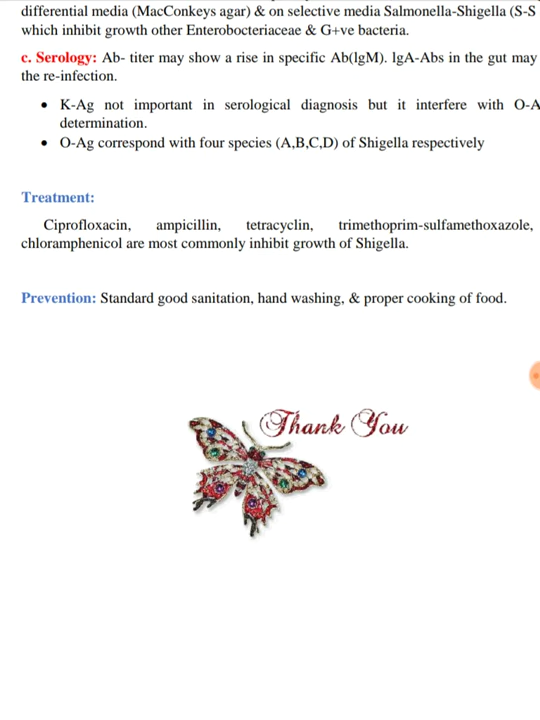 differential media (MacConkeys agar) & on selective media Salmonella-Shigella (S-S
which inhibit growth other Enterobocteriaceae & G+ve bacteria.
c. Serology: Ab- titer may show a rise in specific Ab(lgM). lgA-Abs in the gut may
the re-infection.
• K-Ag not important in serological diagnosis but it interfere with O-A
determination.
• O-Ag correspond with four species (A,B,C,D) of Shigella respectively
Treatment:
Ciprofloxacin, ampicillin, tetracyclin, trimethoprim-sulfamethoxazole,
chloramphenicol are most commonly inhibit growth of Shigella.
Prevention: Standard good sanitation, hand washing, & proper cooking of food.
Thank You